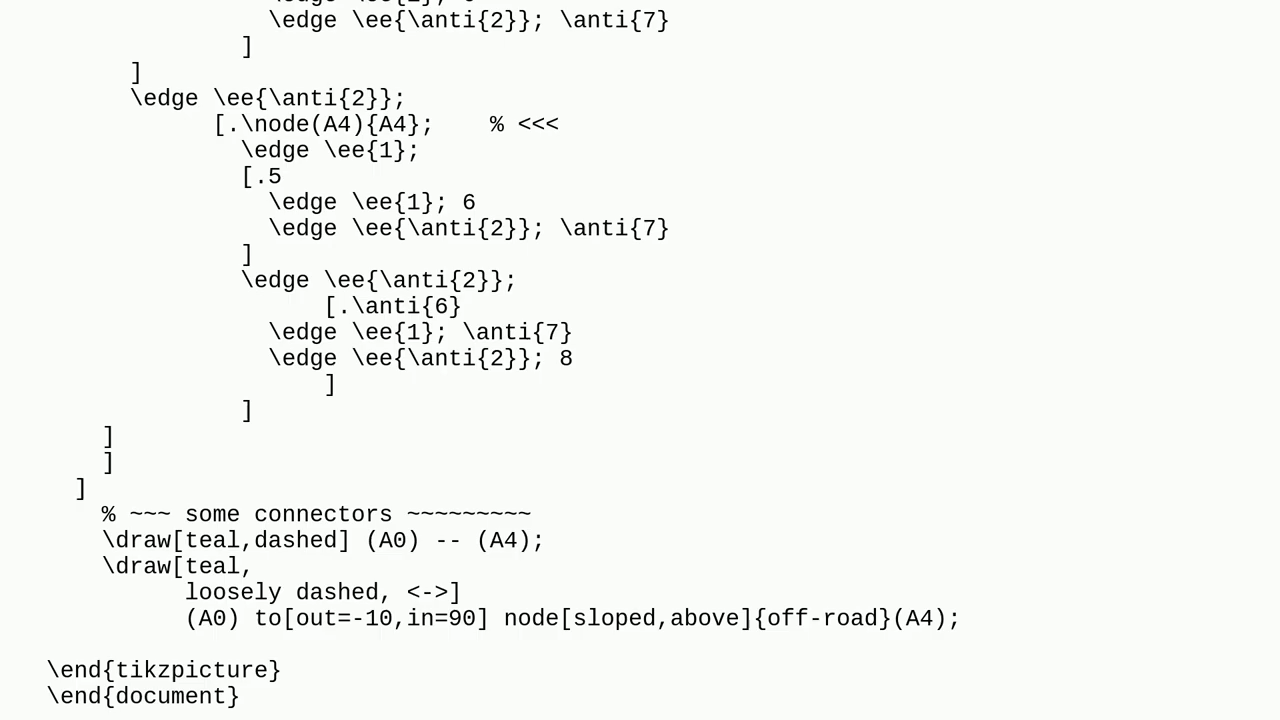 \edge \ee{\anti{2}}; \anti{7}
]
]
\edge \ee{\anti{2}};
[.\node(A4){A4};    % <<<
\edge \ee{1};
[.5
\edge \ee{1}; 6
\edge \ee{\anti{2}}; \anti{7}
]
\edge \ee{\anti{2}};
[.\anti{6}
\edge \ee{1}; \anti{7}
\edge \ee{\anti{2}}; 8
]
]
]
]
]
% ~~~ some connectors ~~~~~~~~~
\draw[teal,dashed] (A0) -- (A4);
\draw[teal,
loosely dashed, <->]
(A0) to[out=-10,in=90] node[sloped,above]{off-road}(A4);
\end{tikzpicture}
\end{document}